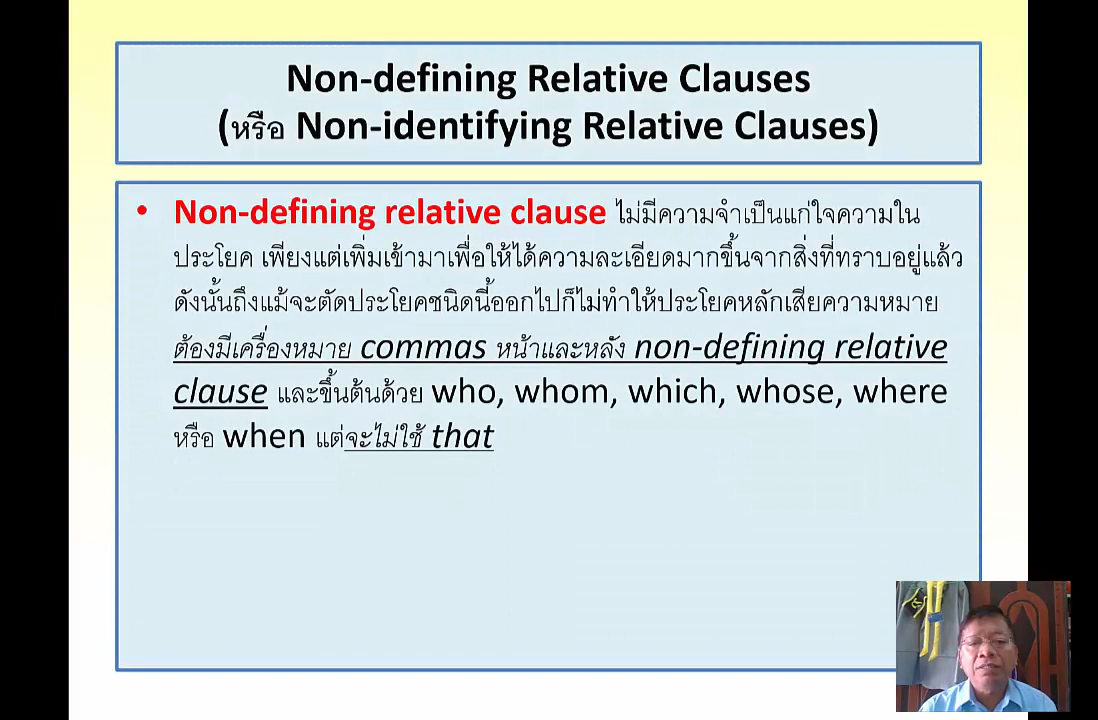 Non-defining Relative Clauses
(หรือ Non-identifying Relative Clauses)
• Non-defining relative clause ไม่มีความจำเป็นแก่ใจความใน
ประโยค เพียงแต่เพิ่มเข้ามาเพื่อให้ได้ความละเอียดมากขึ้นจากสิ่งที่ทราบอยู่แล้ว
ดังนั้นถึงแม้จะตัดประโยคชนิดนี้ออกไปก็ไม่ทำให้ประโยคหลักเสียความหมาย
ต้องมีเครื่องหมาย commas หน้าและหลัง non-defining relative
clause และขึ้นต้นด้วย who, whom, which, whose, where
หรือ when แต่จะไม่ใช้ that